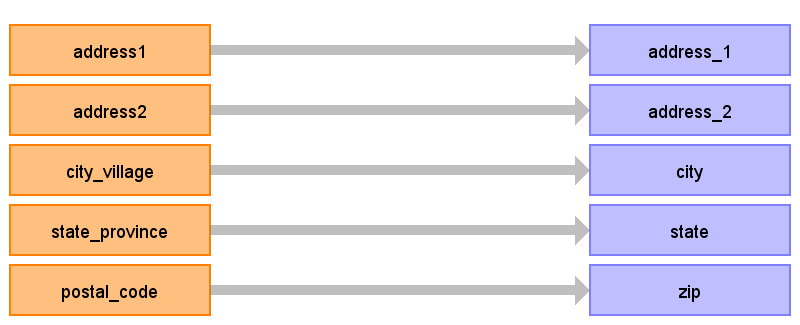 address1 address_1
address2 address_2
city_village city
state_province state
postal_code zip